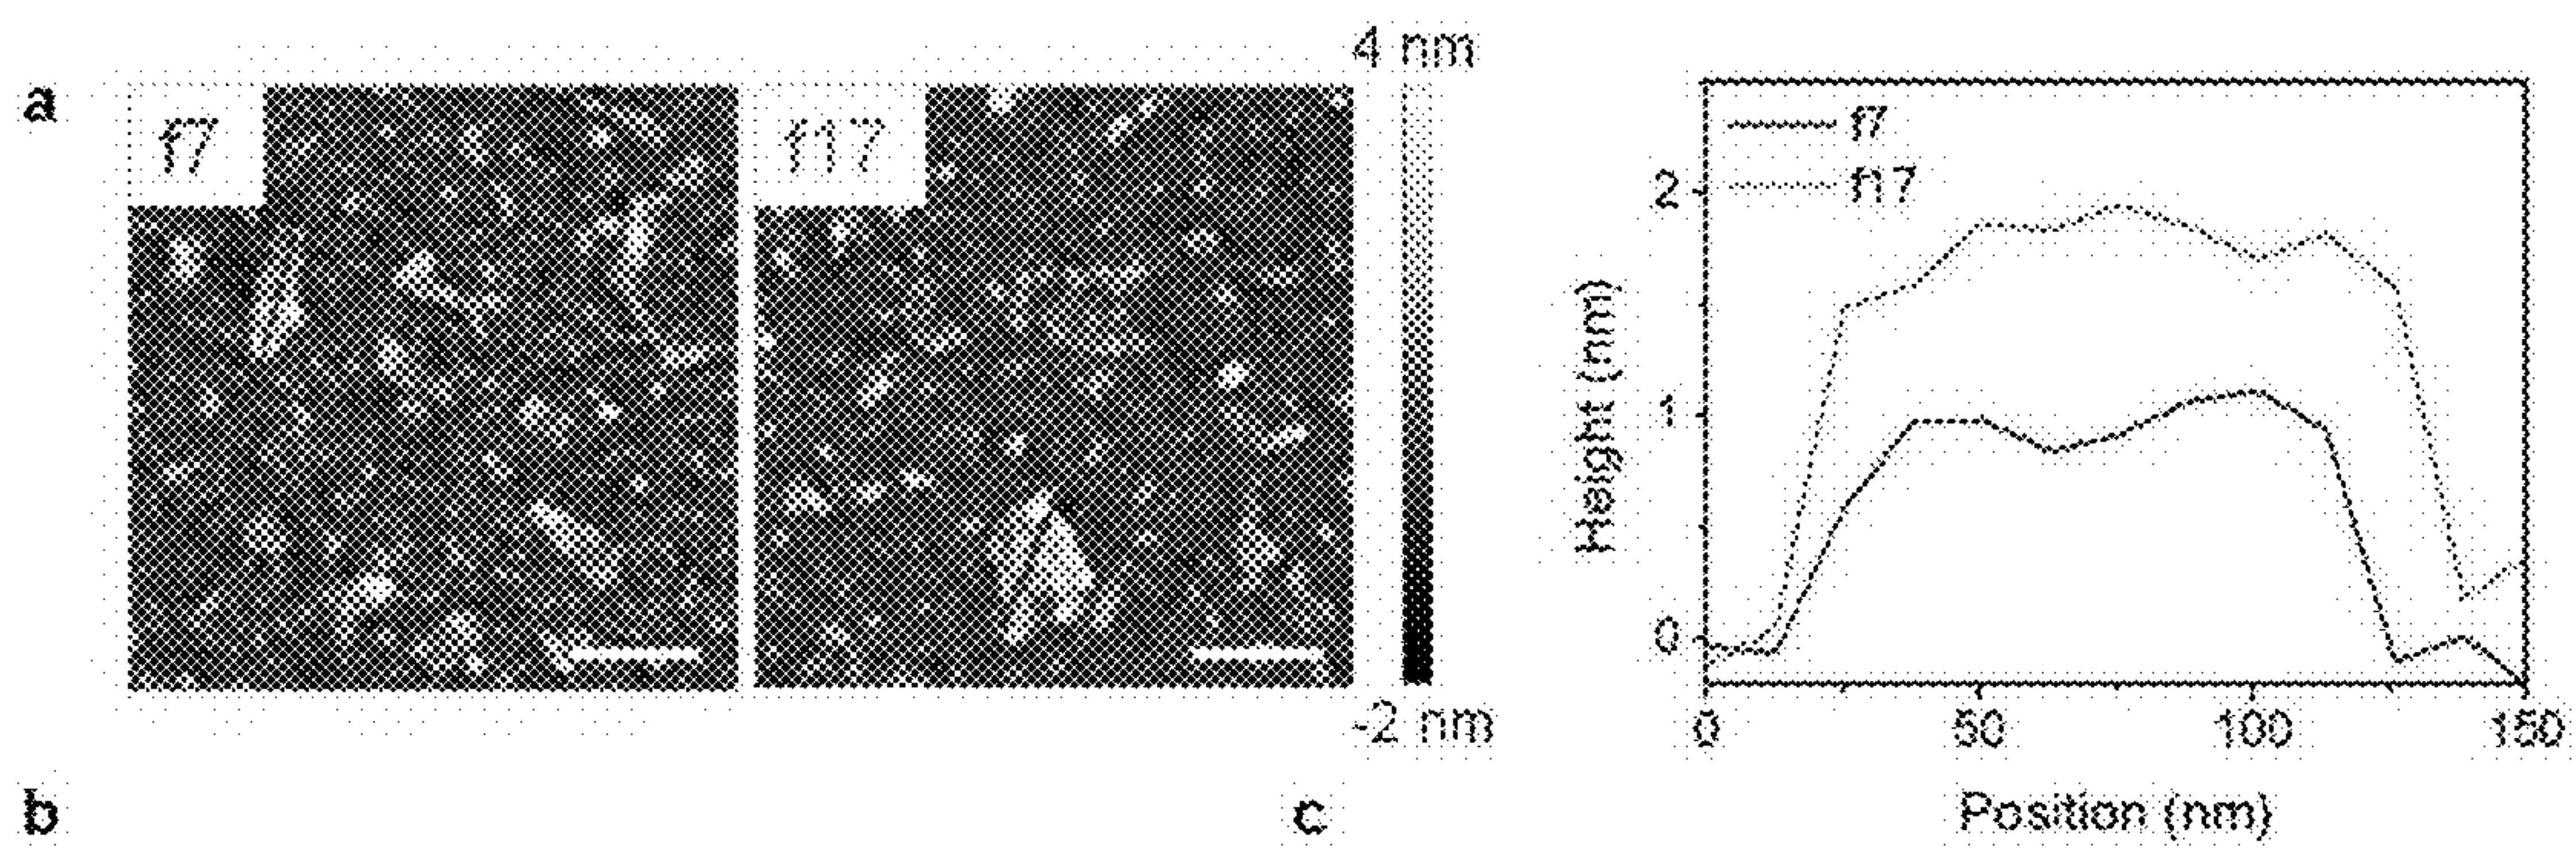 a
f7
f17
4 nm
-2 nm
f7
f17
2
1
0
Height (nm)
0
50
100
150
Position (nm)
b
c